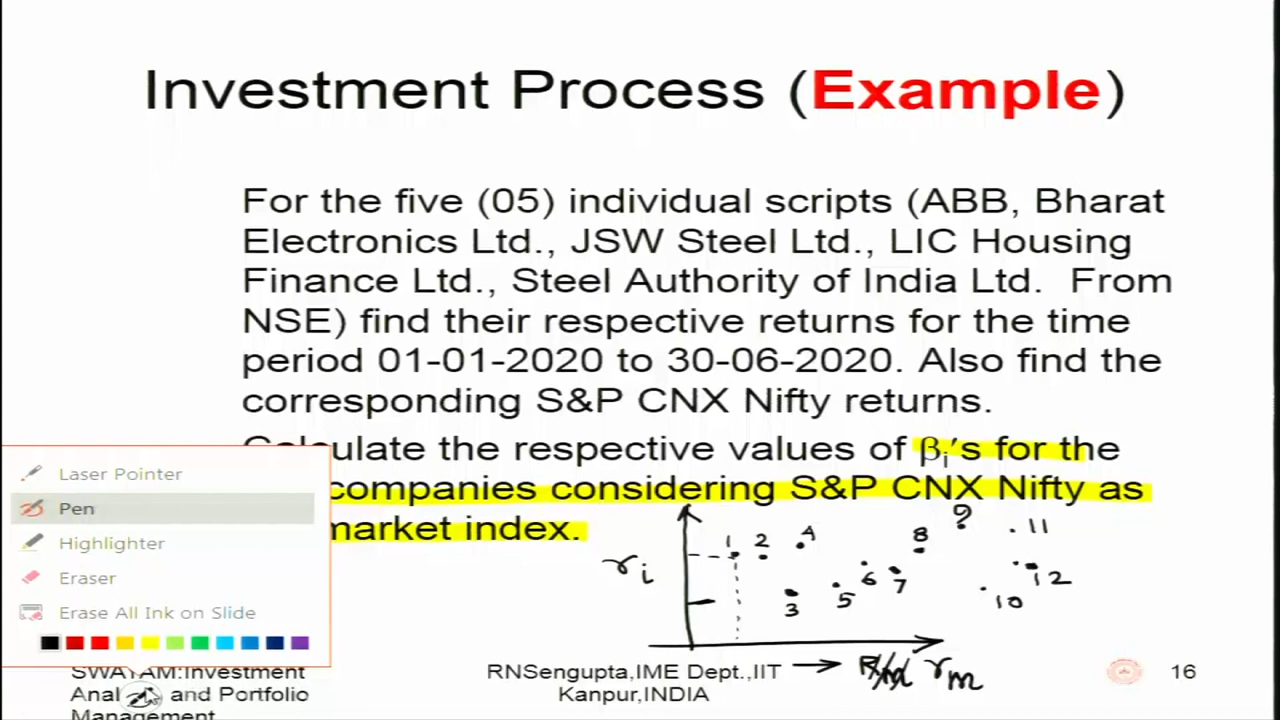 Investment Process (Example)
For the five (05) individual scripts (ABB, Bharat
Electronics Ltd., JSW Steel Ltd., LIC Housing
Finance Ltd., Steel Authority of India Ltd. From
NSE) find their respective returns for the time
period 01-01-2020 to 30-06-2020. Also find the
corresponding S&P CNX Nifty returns.
the respective values of βi's for the
companies considering S&P CNX Nifty as
market index.
Laser Pointer
Pen
Highlighter
Eraser
Erase All Ink on Slide
ri
1 2 4 8 ? 11
3 5 6 7 10 12
rm
SWAYAM:Investment
and Portfolio
Management
RNSengupta,IME Dept.,IIT
Kanpur,INDIA
16